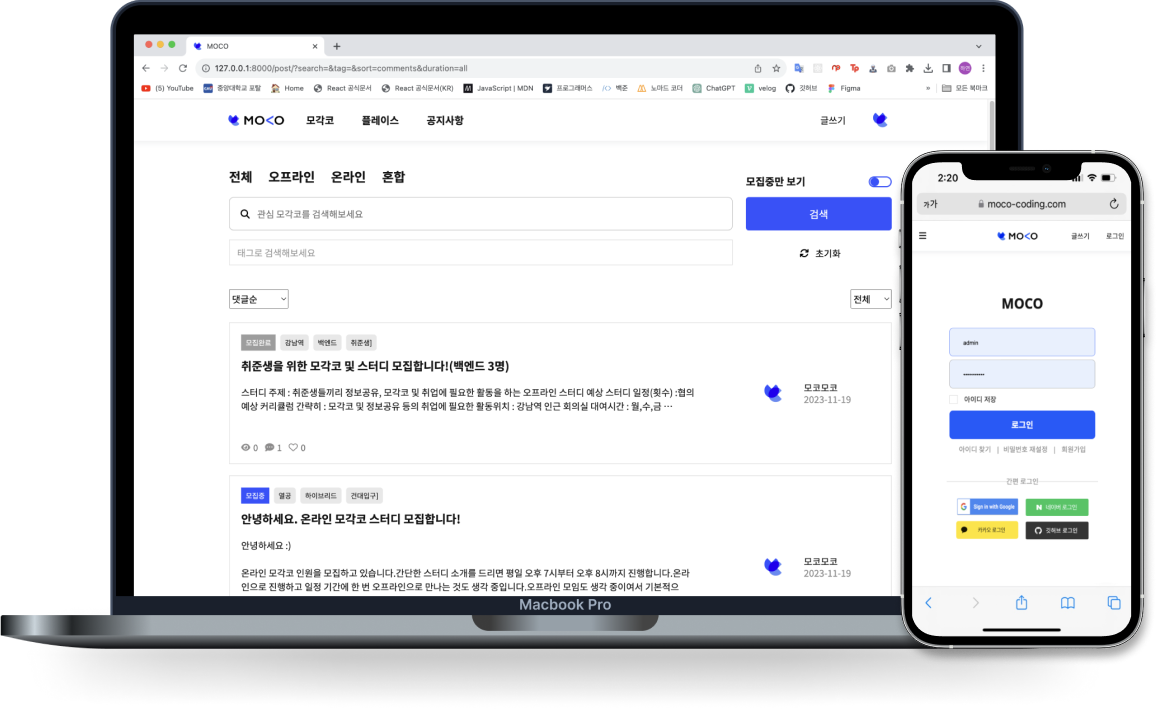 MOCO
127.0.0.1:8000/post/?search=&tag=&sort=comments&duration=all
(5) YouTube 중앙대학교 포탈 Home React 공식문서 React 공식문서(KR) JavaScript | MDN 프로그래머스 백준 노마드 코더 ChatGPT velog 깃허브 Figma » 모든 북마크
MO<O 모각코 플레이스 공지사항 글쓰기
전체 오프라인 온라인 혼합
모집중만 보기
관심 모각코를 검색해보세요 검색
태그로 검색해보세요 초기화
댓글순 전체
모집완료 강남역 백엔드 취준생]
취준생을 위한 모각코 및 스터디 모집합니다!(백엔드 3명)
스터디 주제 : 취준생들끼리 정보공유, 모각코 및 취업에 필요한 활동을 하는 오프라인 스터디 예상 스터디 일정(횟수) :협의
예상 커리큘럼 간략히 : 모각코 및 정보공유 등의 취업에 필요한 활동위치 : 강남역 인근 회의실 대여시간 : 월,수,금 …
모코모코
2023-11-19
0 1 0
모집중 열공 하이브리드 건대입구]
안녕하세요. 온라인 모각코 스터디 모집합니다!
안녕하세요 :)
온라인 모각코 인원을 모집하고 있습니다.간단한 스터디 소개를 드리면 평일 오후 7시부터 오후 8시까지 진행합니다.온라
인으로 진행하고 일정 기간에 한 번 오프라인으로 만나는 것도 생각 중입니다.오프라인 모임도 생각 중이여서 기본적으
모코모코
2023-11-19
Macbook Pro
2:20
가가 moco-coding.com
MO<O 글쓰기 로그인
MOCO
admin
아이디 저장
로그인
아이디 찾기 | 비밀번호 재설정 | 회원가입
간편 로그인
G Sign in with Google N 네이버 로그인
카카오 로그인 깃허브 로그인